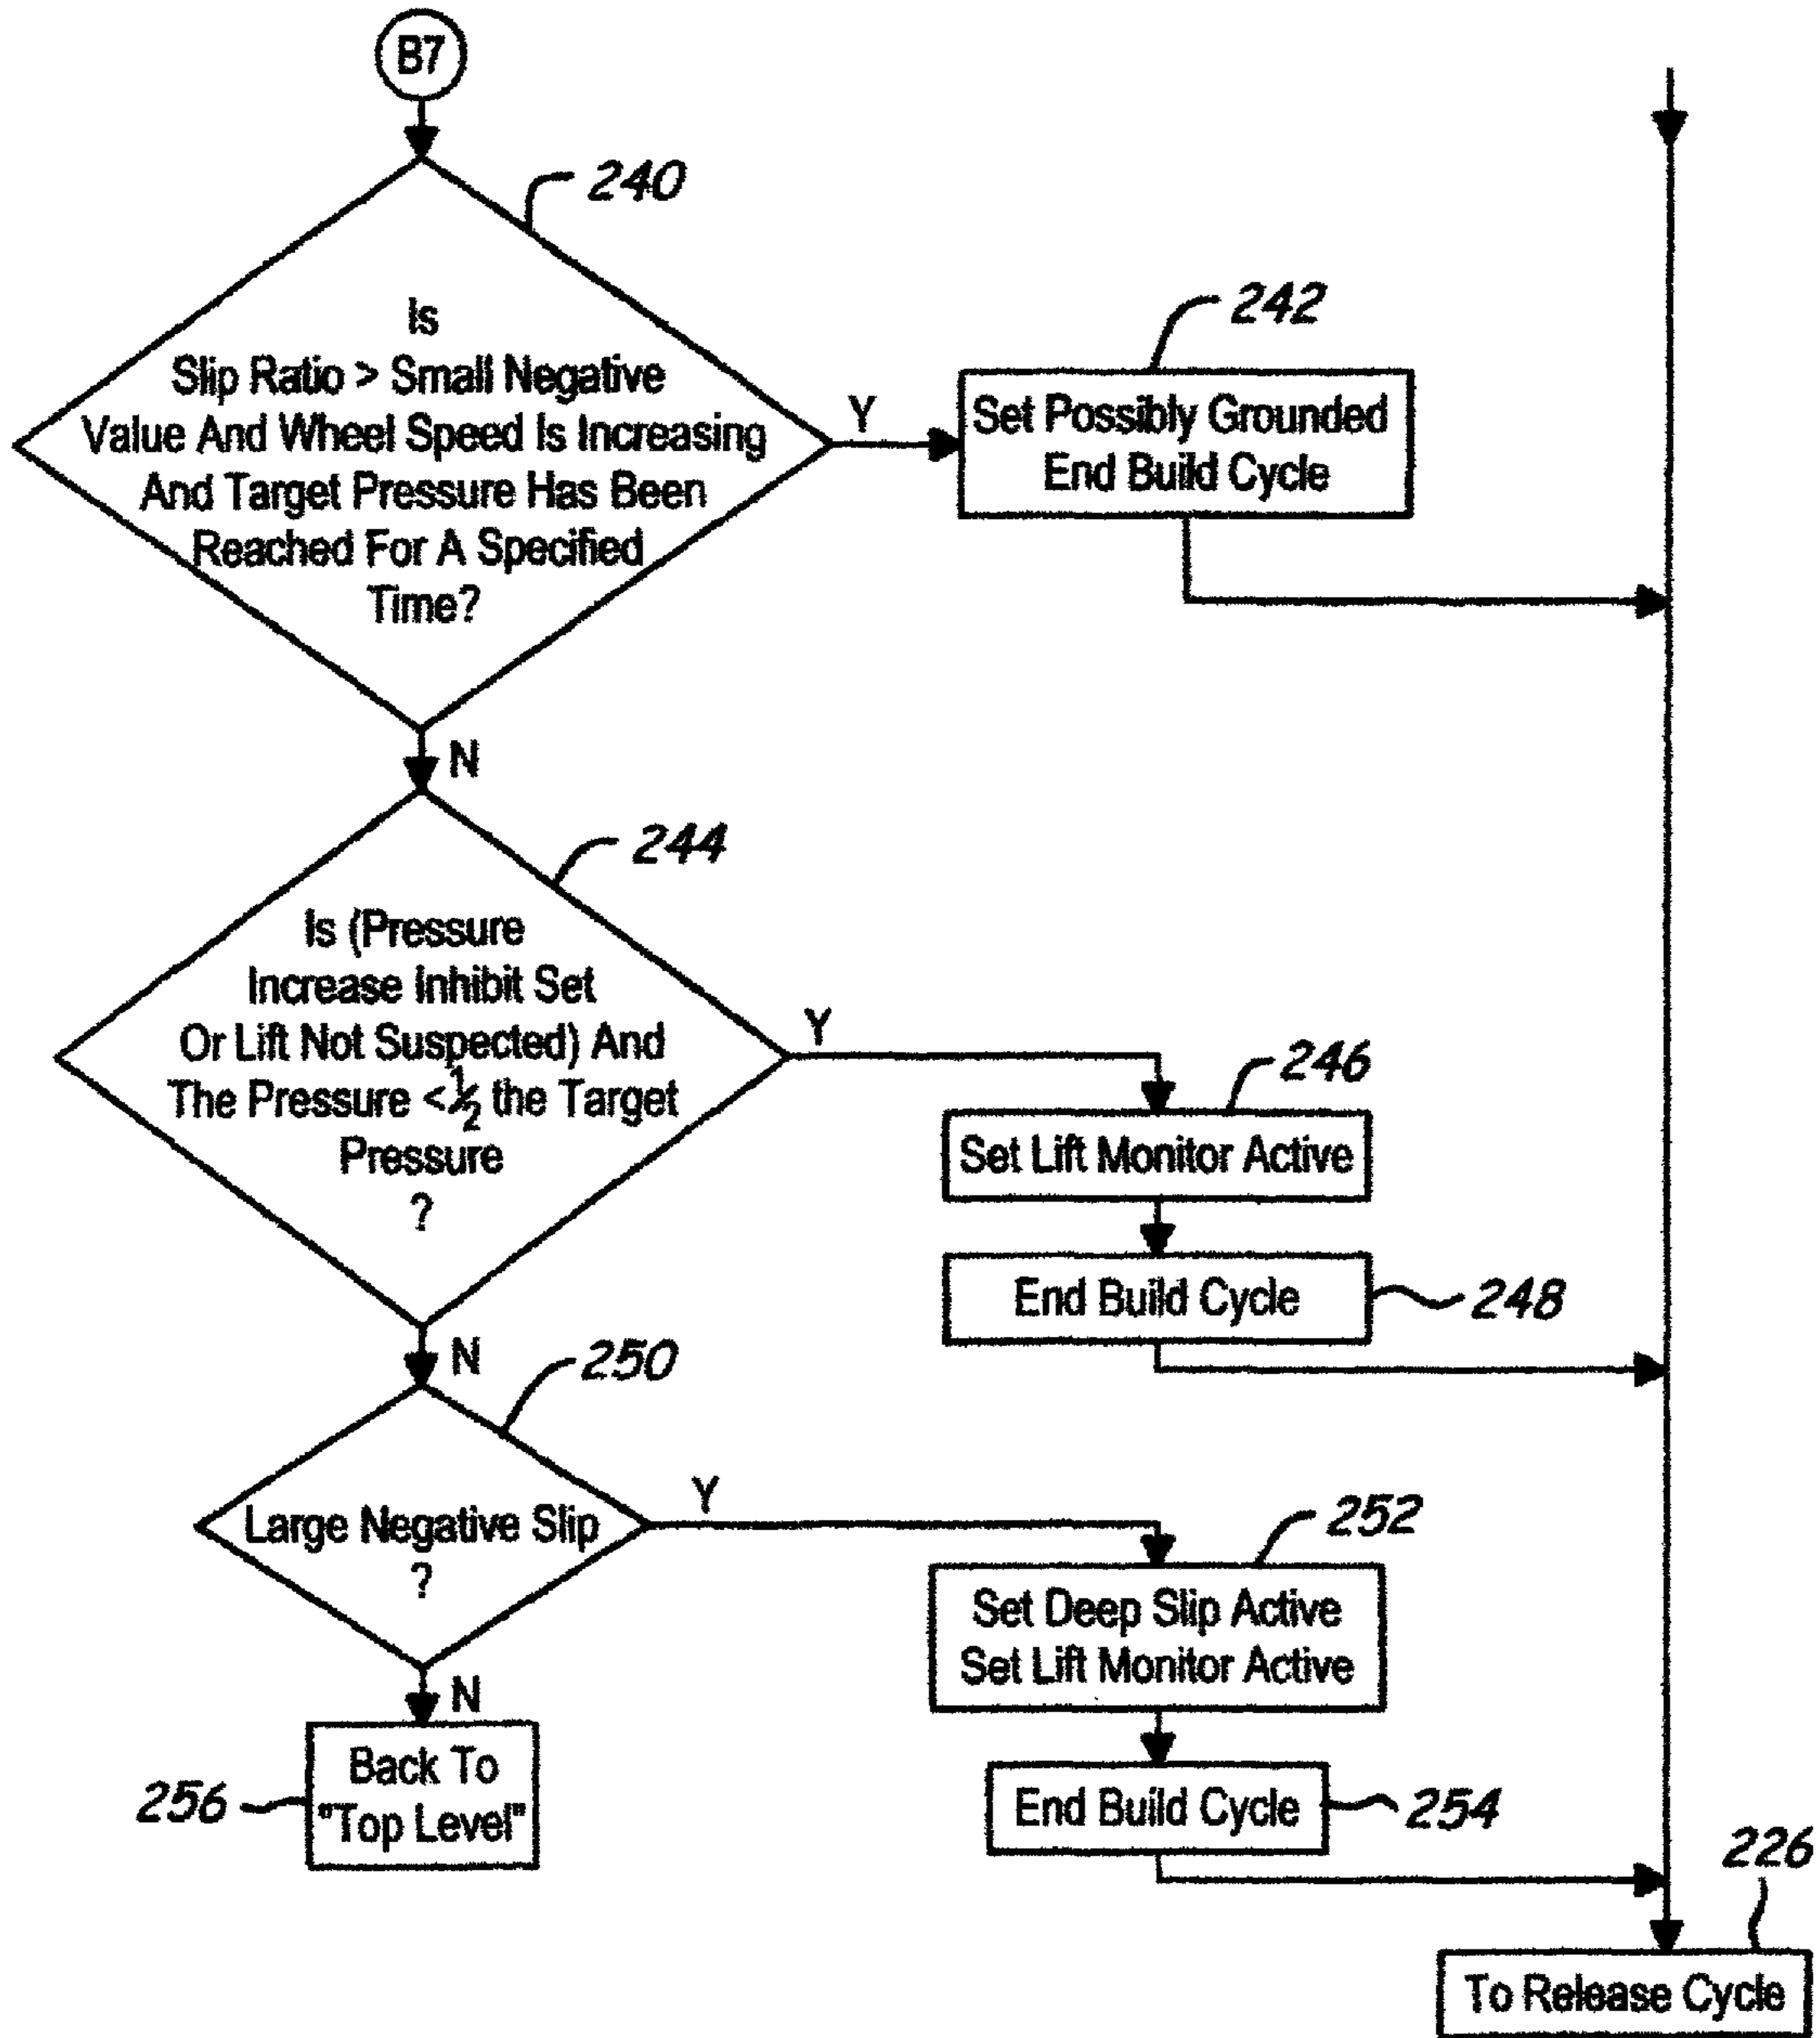 B7
240
Is
Slip Ratio > Small Negative
Value And Wheel Speed Is Increasing
And Target Pressure Has Been
Reached For A Specified
Time?
Y
242
Set Possibly Grounded
End Build Cycle
N
244
Is (Pressure
Increase Inhibit Set
Or Lift Not Suspected) And
The Pressure < 1/2 the Target
Pressure
?
Y
246
Set Lift Monitor Active
End Build Cycle
248
N
250
Large Negative Slip
?
Y
252
Set Deep Slip Active
Set Lift Monitor Active
N
Back To
"Top Level"
256
End Build Cycle
254
226
To Release Cycle